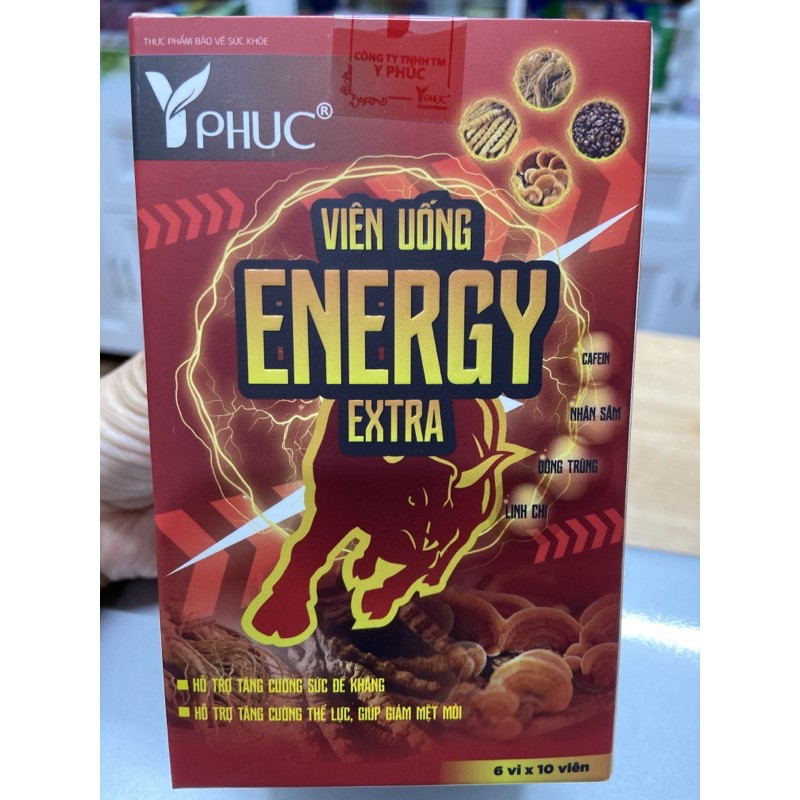 THỰC PHẨM BẢO VỆ SỨC KHỎE
CÔNG TY TNHH TM
Y PHÚC
YPHUC
YPHUC®
VIÊN UỐNG
ENERGY
EXTRA
CAFEIN
NHÂN SÂM
ĐÔNG TRÙNG
LINH CHI
HỖ TRỢ TĂNG CƯỜNG SỨC ĐỀ KHÁNG
HỖ TRỢ TĂNG CƯỜNG THỂ LỰC, GIÚP GIẢM MỆT MỎI
6 vỉ x 10 viên